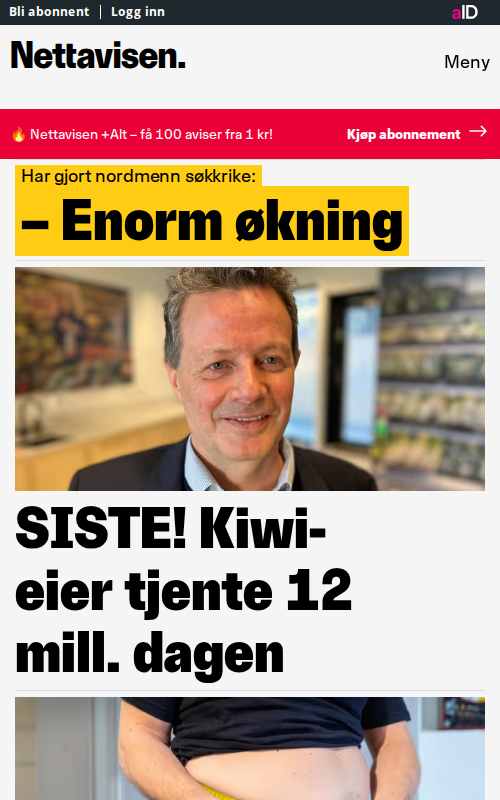 Bli abonnent | Logg inn
aID
Nettavisen.
Meny
🔥 Nettavisen +Alt – få 100 aviser fra 1 kr!
Kjøp abonnement →
Har gjort nordmenn søkkrike:
– Enorm økning
SISTE! Kiwi-
eier tjente 12
mill. dagen